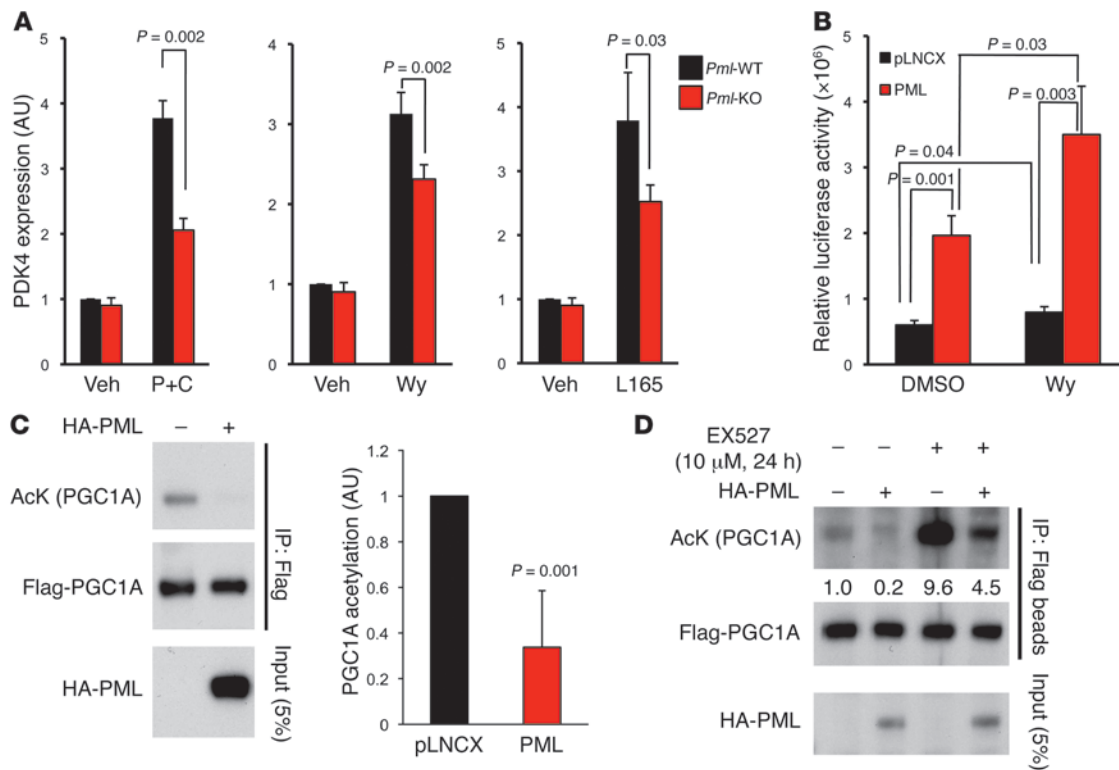 A
PDK4 expression (AU)
5
4
3
2
1
0
P = 0.002
Veh
P+C
4
3
2
1
0
P = 0.002
Veh
Wy
5
4
3
2
1
0
P = 0.03
Veh
L165
Pml-WT
Pml-KO
B
Relative luciferase activity (×10⁶)
5
4
3
2
1
0
pLNCX
PML
P = 0.03
P = 0.003
P = 0.04
P = 0.001
DMSO
Wy
C
HA-PML
– +
AcK (PGC1A)
Flag-PGC1A
HA-PML
IP: Flag
Input (5%)
PGC1A acetylation (AU)
1.2
1
0.8
0.6
0.4
0.2
0
P = 0.001
pLNCX
PML
D
EX527
(10 μM, 24 h)
– – + +
HA-PML
– + – +
AcK (PGC1A)
1.0 0.2 9.6 4.5
Flag-PGC1A
HA-PML
IP: Flag beads
Input (5%)